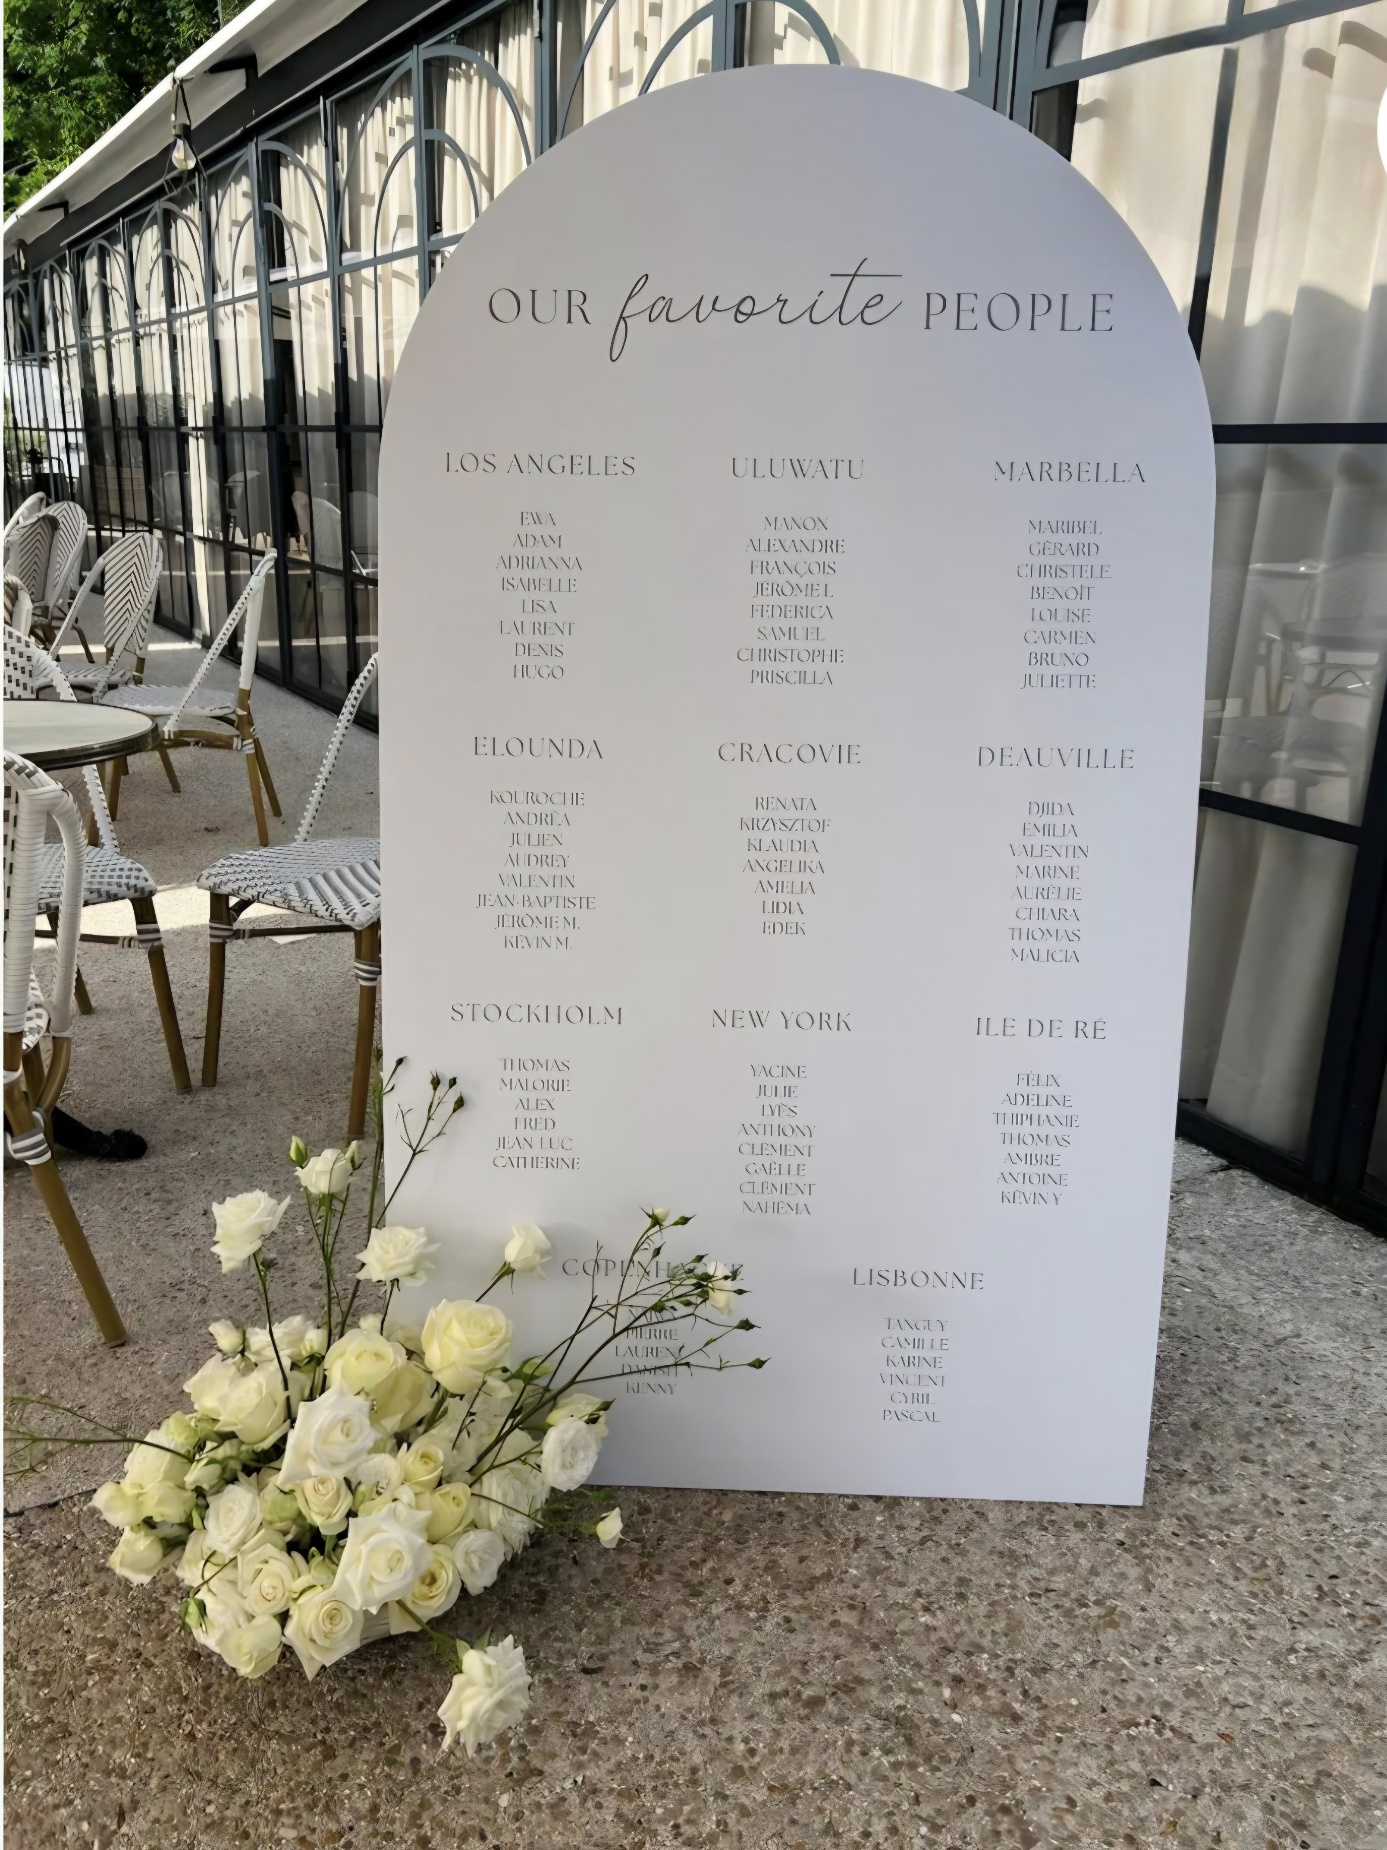 OUR favorite PEOPLE
LOS ANGELES
EWA
ADAM
ADRIANNA
ISABELLE
LISA
LAURENT
DENIS
HUGO
ULUWATU
MANON
ALEXANDRE
FRANÇOIS
JÉRÔME L
FEDERICA
SAMUEL
CHRISTOPHE
PRISCILLA
MARBELLA
MARIBEL
GÉRARD
CHRISTELE
BENOÎT
LOUISE
CARMEN
BRUNO
JULIETTE
ELOUNDA
KOUROCHE
ANDRÉA
JULIEN
AUDREY
VALENTIN
JEAN-BAPTISTE
JÉRÔME M.
KÉVIN M.
CRACOVIE
RENATA
KRZYSZTOF
KLAUDIA
ANGELIKA
AMELIA
LIDIA
EDEK
DEAUVILLE
DJIDA
EMILIA
VALENTIN
MARINE
AURÉLIE
CHIARA
THOMAS
MALICIA
STOCKHOLM
THOMAS
MALORIE
ALEX
FRED
JEAN-LUC
CATHERINE
NEW YORK
YACINE
JULIE
LYÈS
ANTHONY
CLÉMENT
GAËLLE
CLÉMENT
NAHÉMA
ILE DE RÉ
FÉLIX
ADELINE
THIPHANIE
THOMAS
AMBRE
ANTOINE
KÉVIN Y
PIERRE
KENNY
LISBONNE
TANGUY
CAMILLE
KARINE
VINCENT
CYRIL
PASCAL